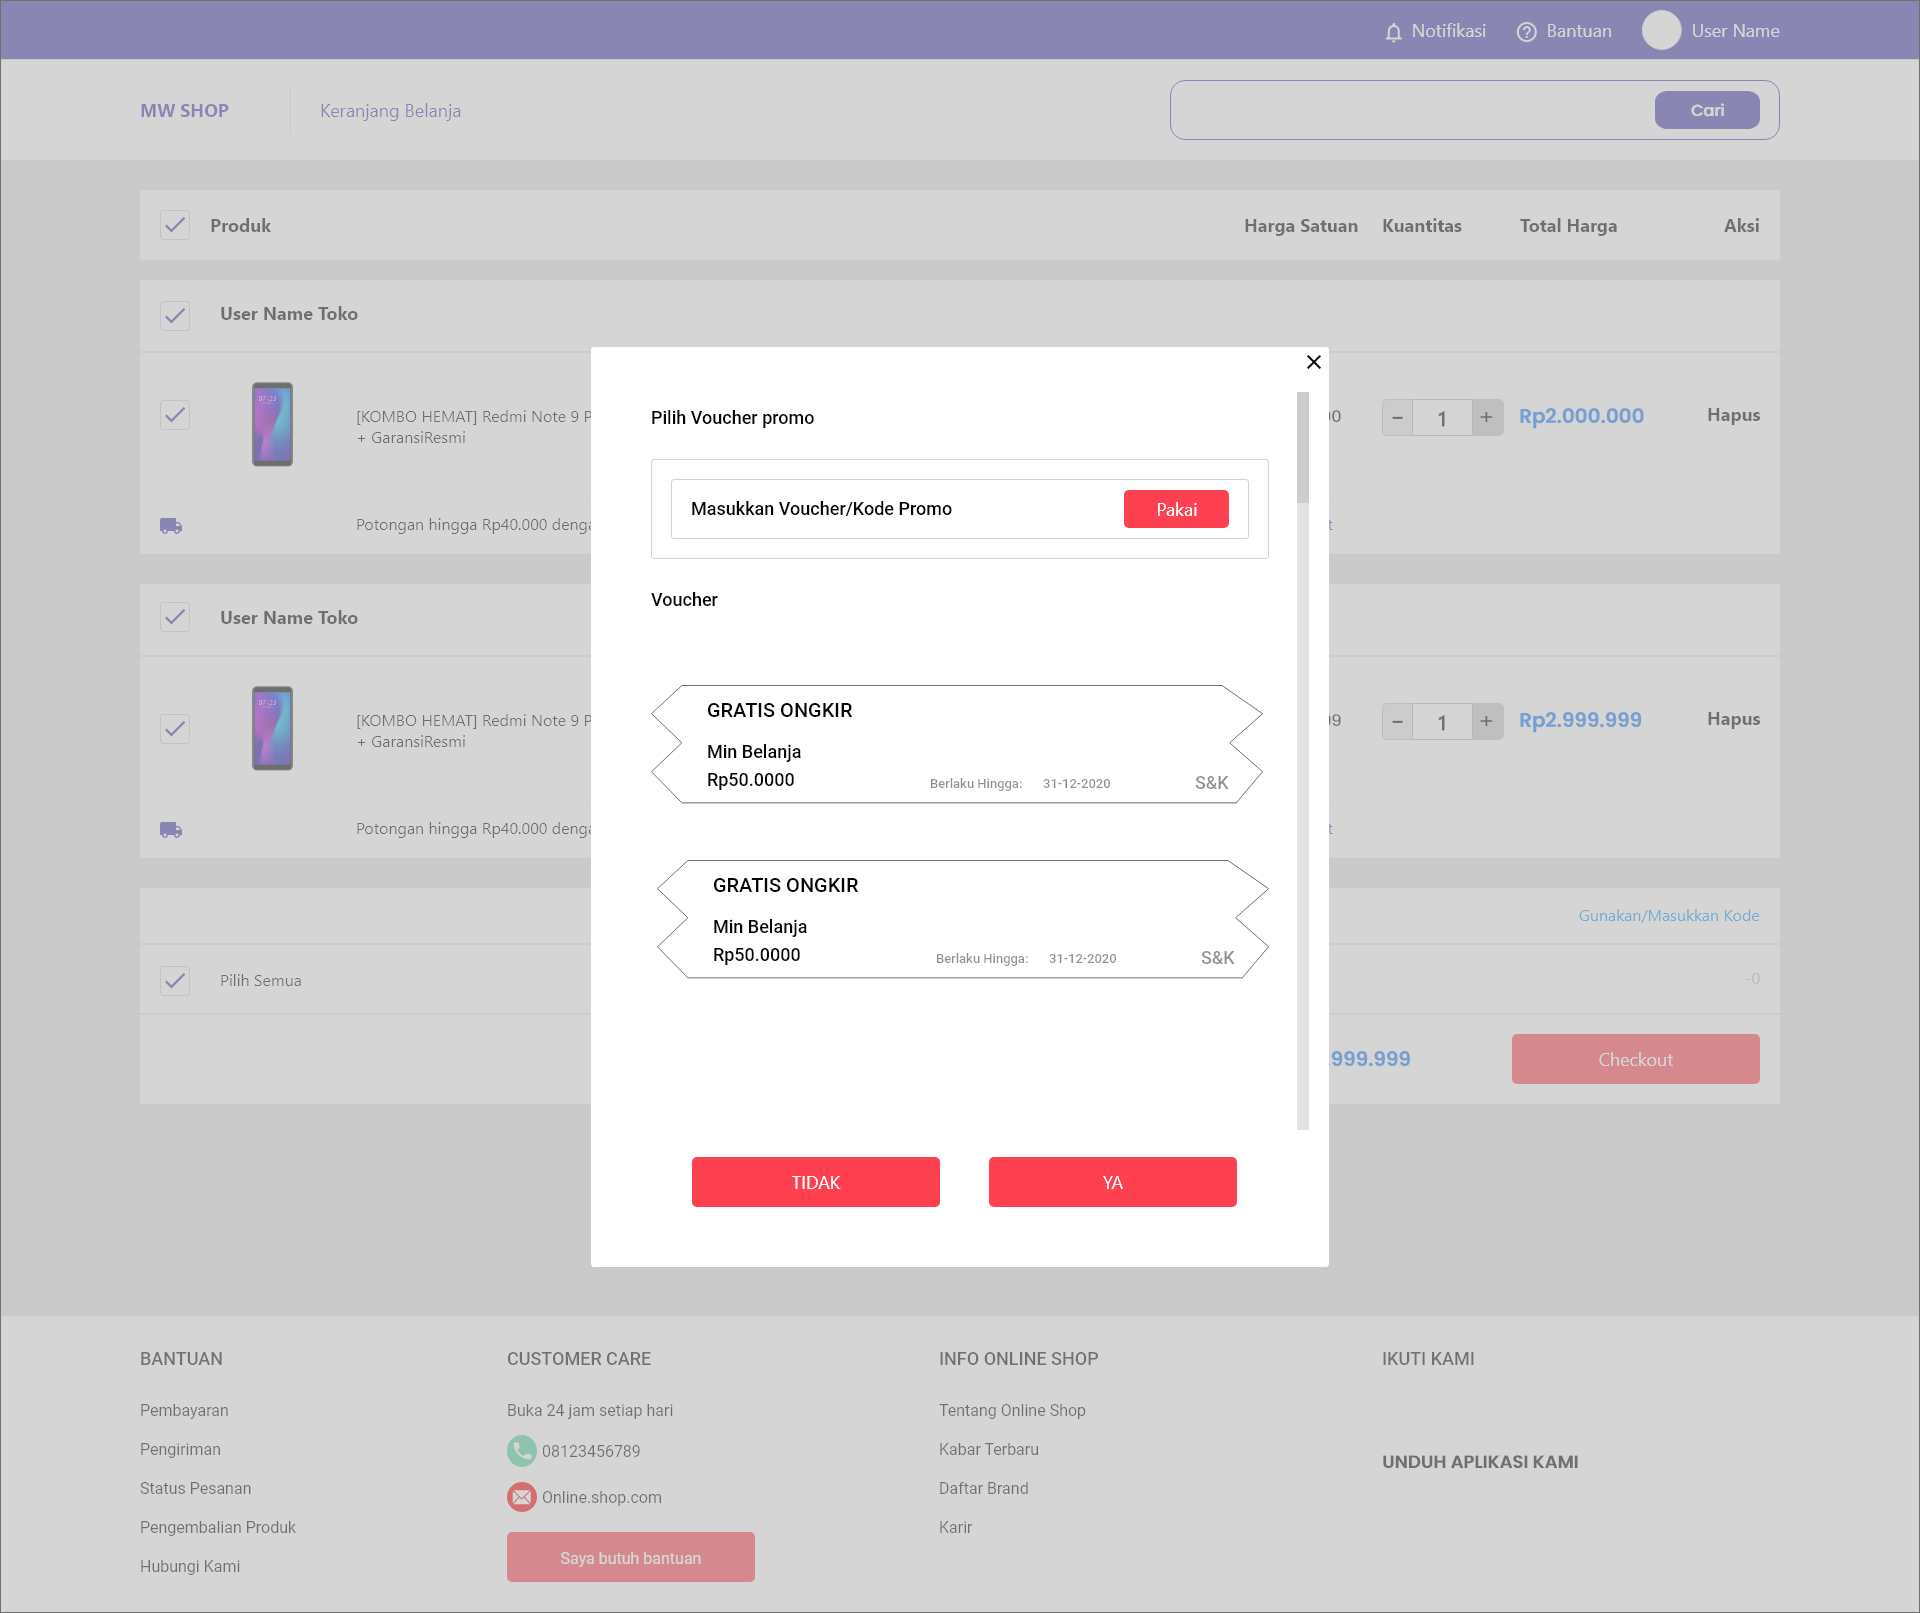 Notifikasi
Bantuan
User Name
MW SHOP
Keranjang Belanja
Cari
Produk
Harga Satuan
Kuantitas
Total Harga
Aksi
User Name Toko
07:23
[KOMBO HEMAT] Redmi Note 9 P
+ GaransiResmi
00
−
1
+
Rp2.000.000
Hapus
Potongan hingga Rp40.000 denga
t
User Name Toko
07:23
[KOMBO HEMAT] Redmi Note 9 P
+ GaransiResmi
99
−
1
+
Rp2.999.999
Hapus
Potongan hingga Rp40.000 denga
t
Gunakan/Masukkan Kode
Pilih Semua
-0
.999.999
Checkout
Pilih Voucher promo
Masukkan Voucher/Kode Promo
Pakai
Voucher
GRATIS ONGKIR
Min Belanja
Rp50.0000
Berlaku Hingga:
31-12-2020
S&K
GRATIS ONGKIR
Min Belanja
Rp50.0000
Berlaku Hingga:
31-12-2020
S&K
TIDAK
YA
BANTUAN
Pembayaran
Pengiriman
Status Pesanan
Pengembalian Produk
Hubungi Kami
CUSTOMER CARE
Buka 24 jam setiap hari
08123456789
Online.shop.com
Saya butuh bantuan
INFO ONLINE SHOP
Tentang Online Shop
Kabar Terbaru
Daftar Brand
Karir
IKUTI KAMI
UNDUH APLIKASI KAMI